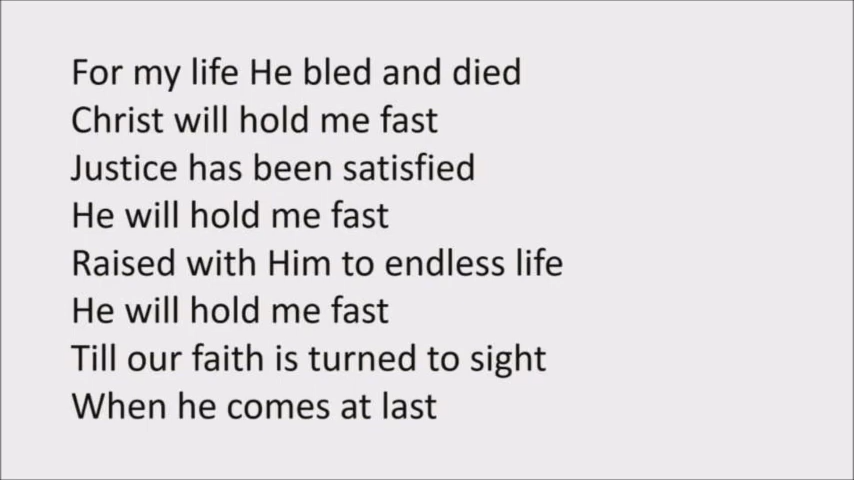 For my life He bled and died
Christ will hold me fast
Justice has been satisfied
He will hold me fast
Raised with Him to endless life
He will hold me fast
Till our faith is turned to sight
When he comes at last